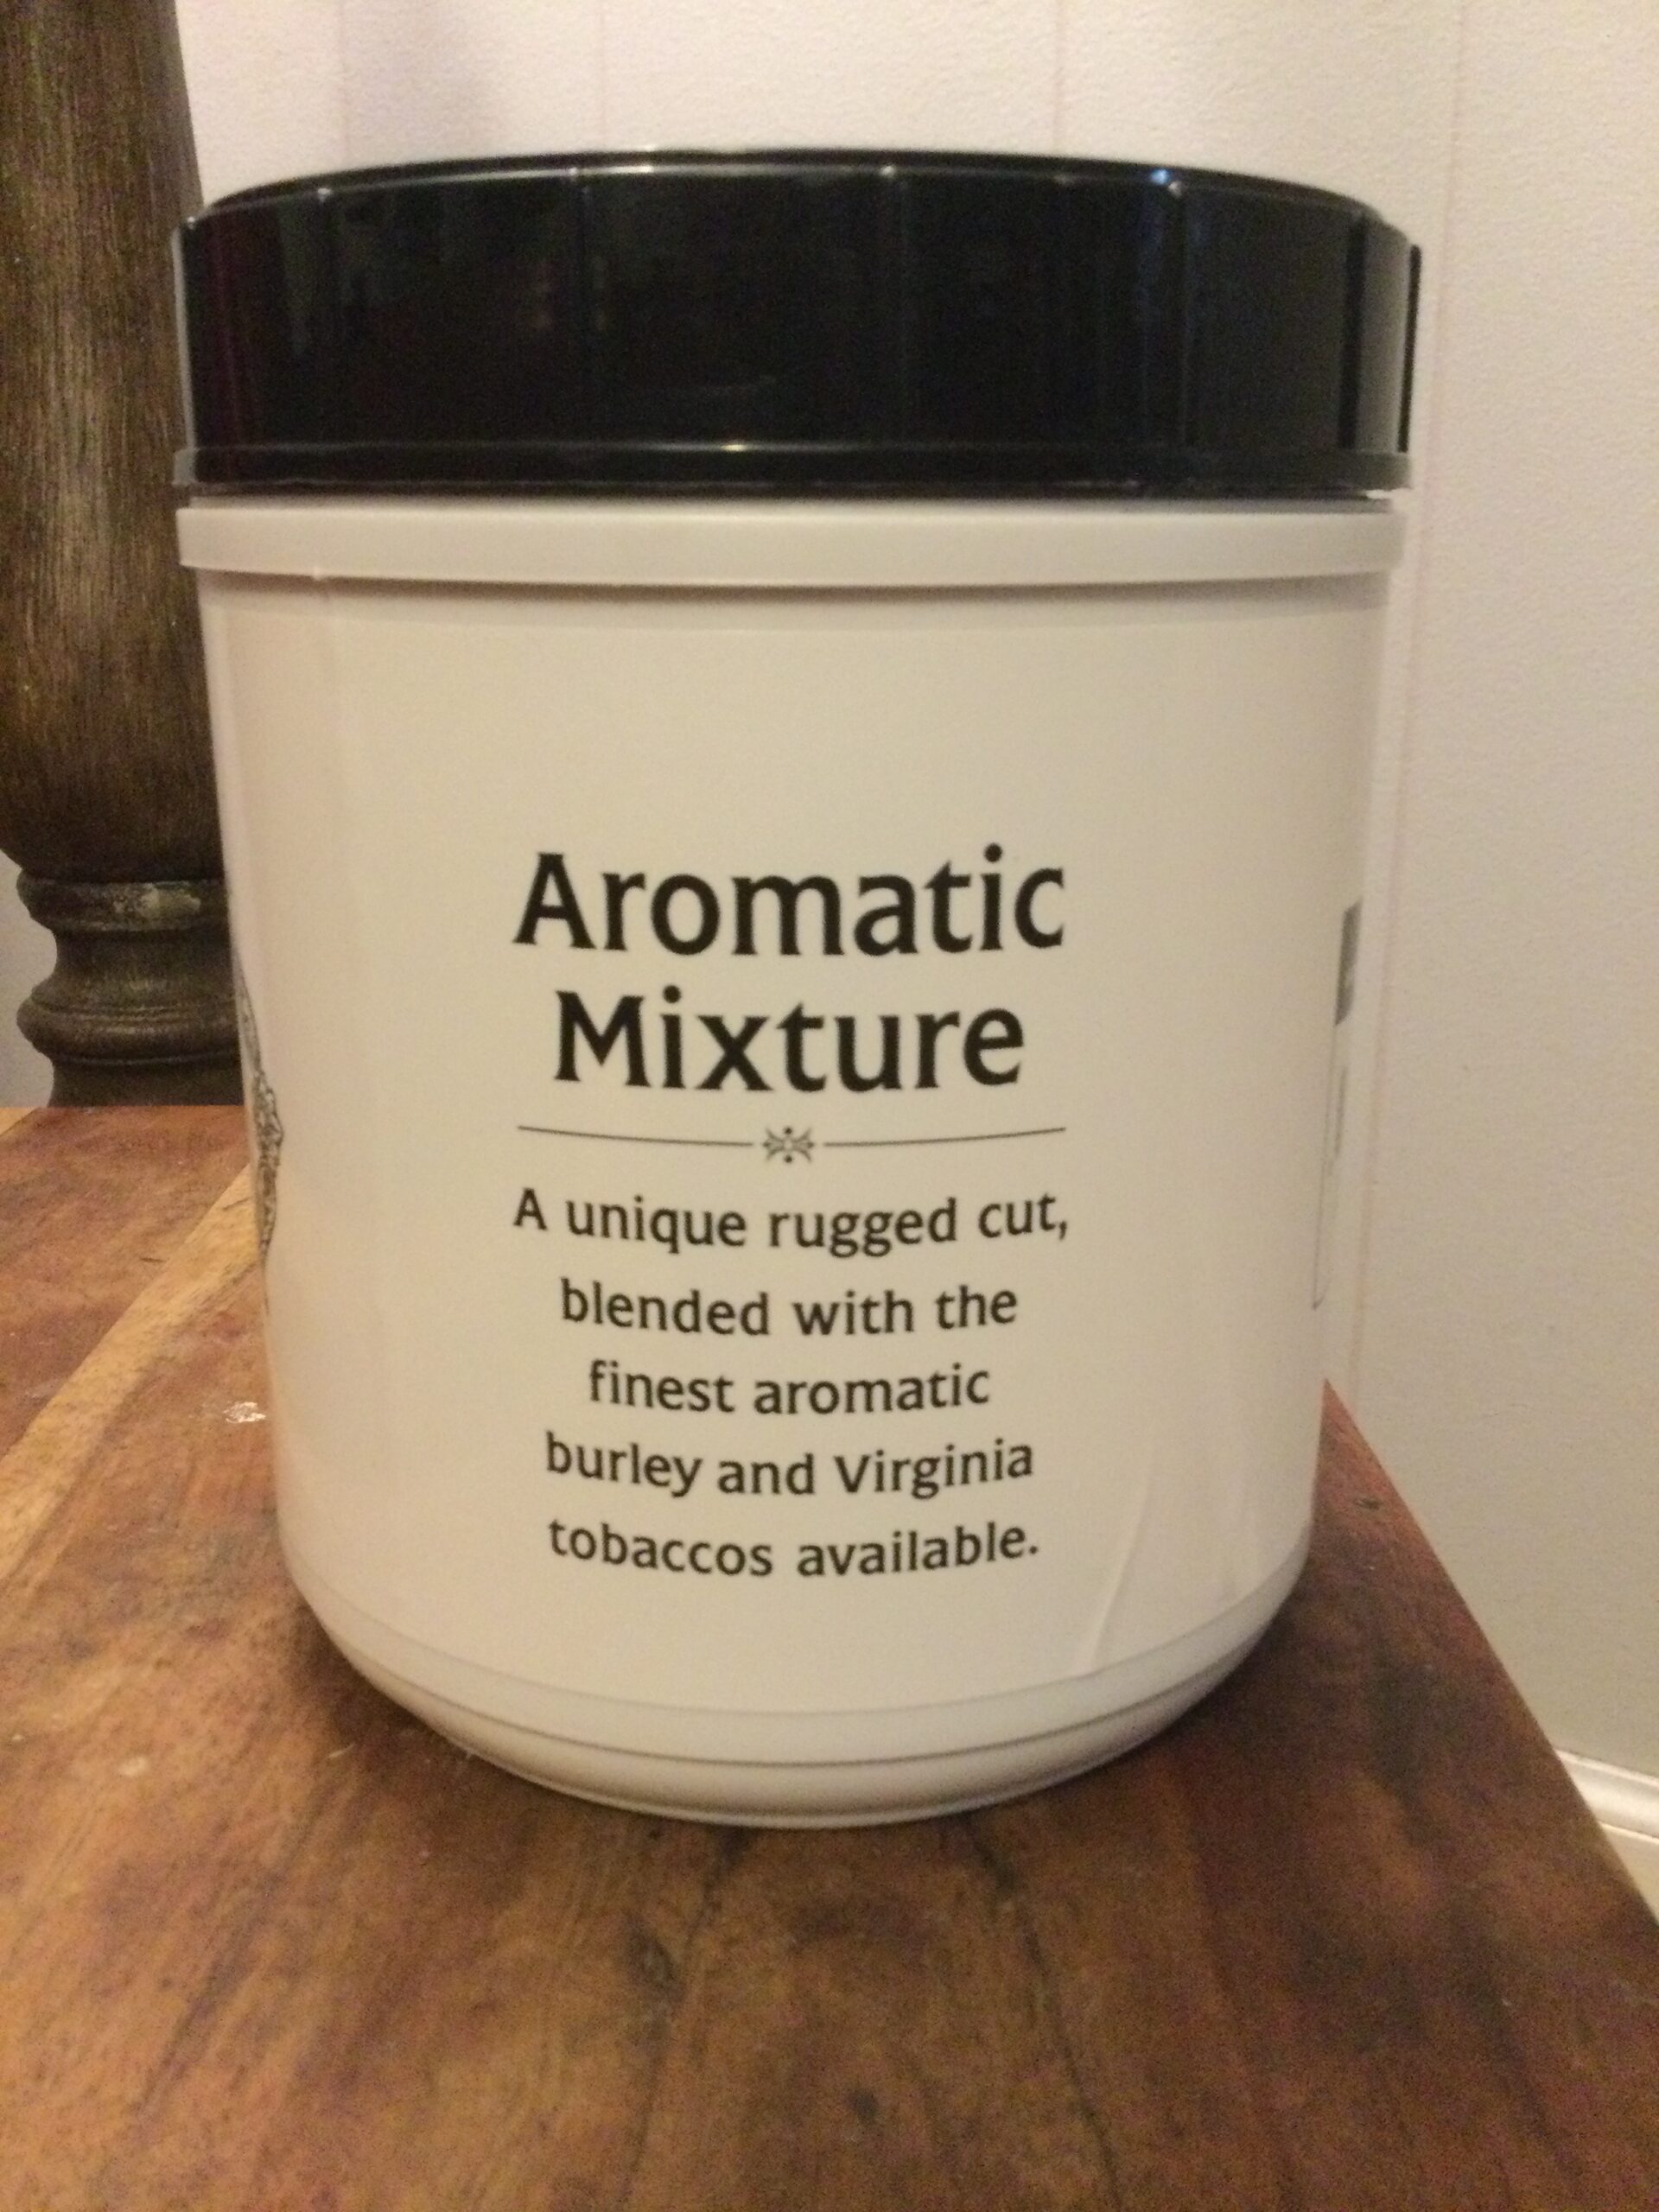 Aromatic
Mixture
A unique rugged cut,
blended with the
finest aromatic
burley and Virginia
tobaccos available.